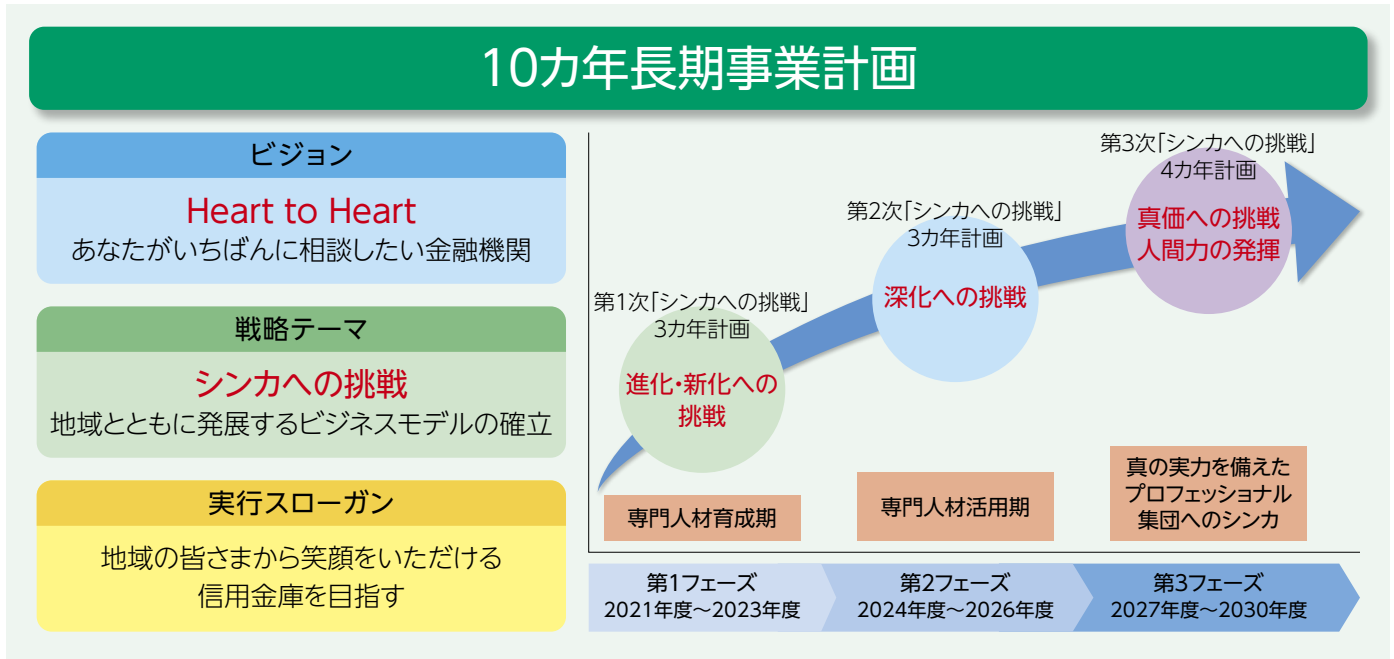 10カ年長期事業計画
ビジョン
Heart to Heart
あなたがいちばんに相談したい金融機関
戦略テーマ
シンカへの挑戦
地域とともに発展するビジネスモデルの確立
実行スローガン
地域の皆さまから笑顔をいただける
信用金庫を目指す
第1次「シンカへの挑戦」
3カ年計画
進化・新化への
挑戦
第2次「シンカへの挑戦」
3カ年計画
深化への挑戦
第3次「シンカへの挑戦」
4カ年計画
真価への挑戦
人間力の発揮
専門人材育成期
専門人材活用期
真の実力を備えた
プロフェッショナル
集団へのシンカ
第1フェーズ
2021年度～2023年度
第2フェーズ
2024年度～2026年度
第3フェーズ
2027年度～2030年度